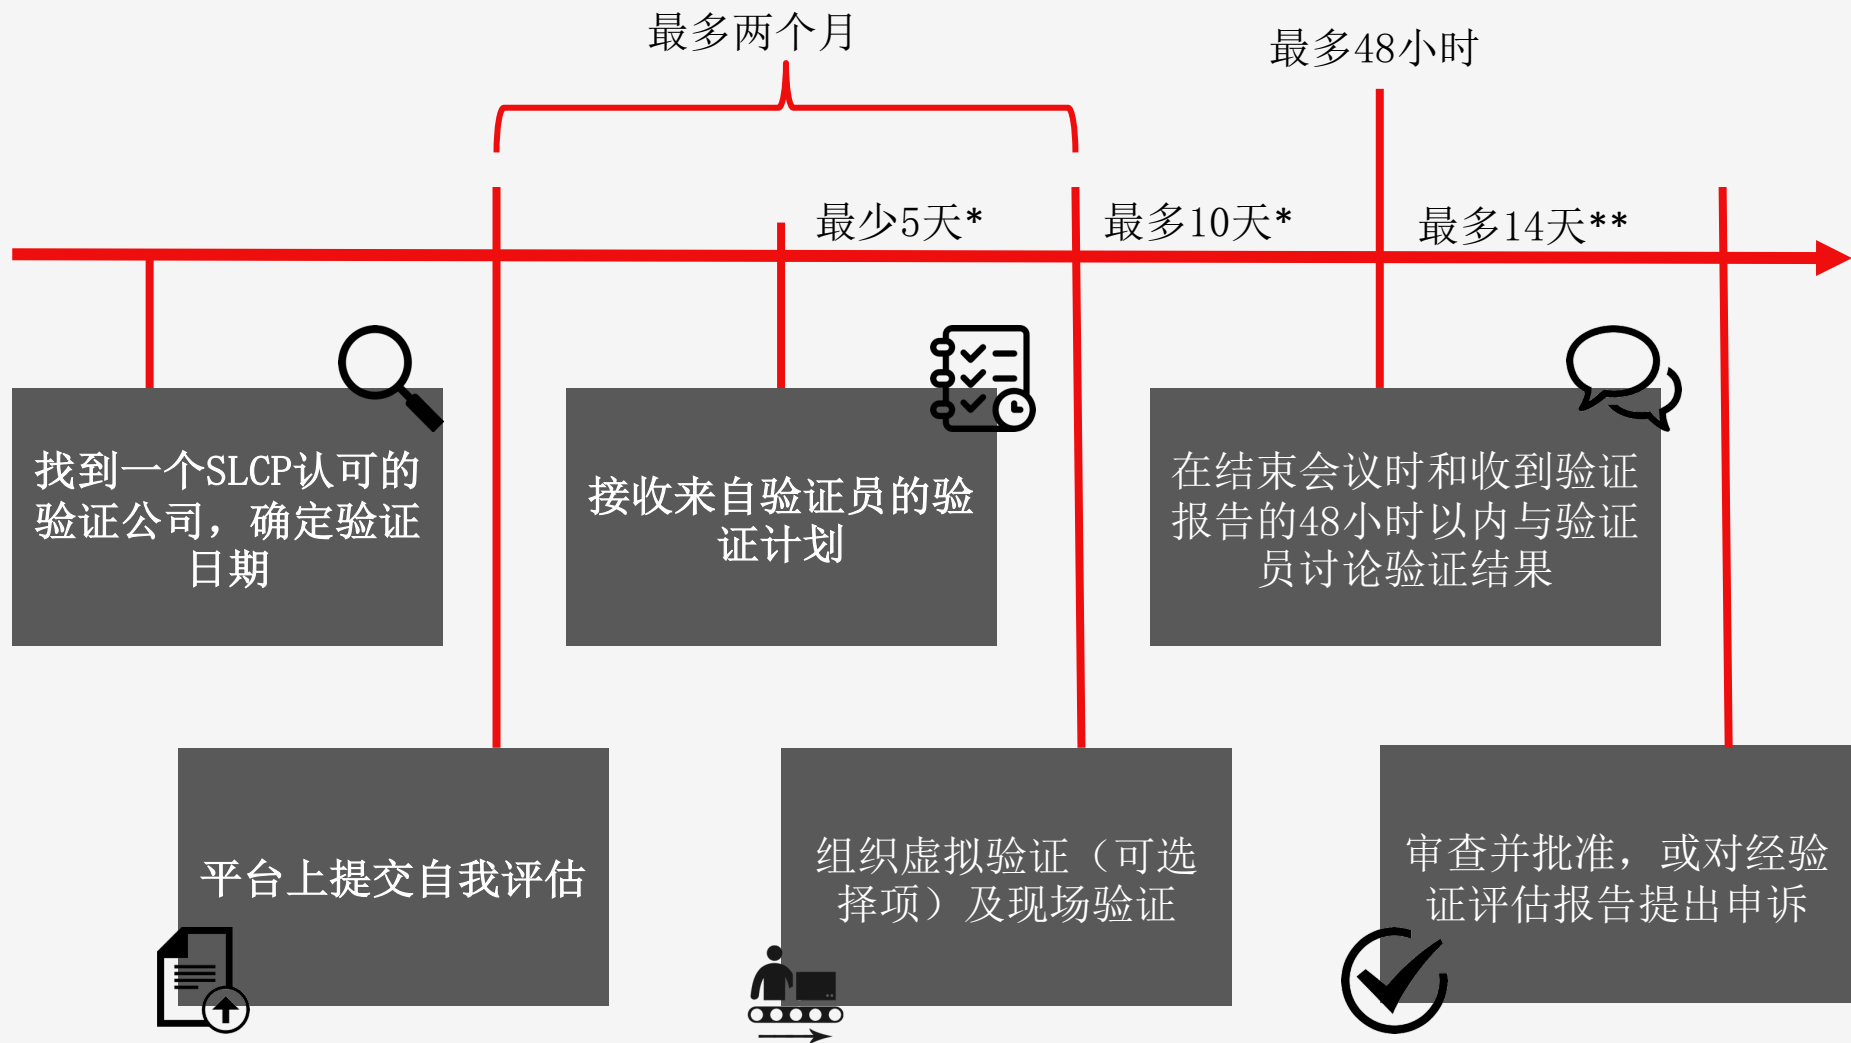 最多两个月
最多48小时
最少5天*
最多10天*
最多14天**
找到一个SLCP认可的
验证公司，确定验证
日期
接收来自验证员的验
证计划
在结束会议时和收到验证
报告的48小时以内与验证
员讨论验证结果
平台上提交自我评估
组织虚拟验证（可选
择项）及现场验证
审查并批准，或对经验
证评估报告提出申诉